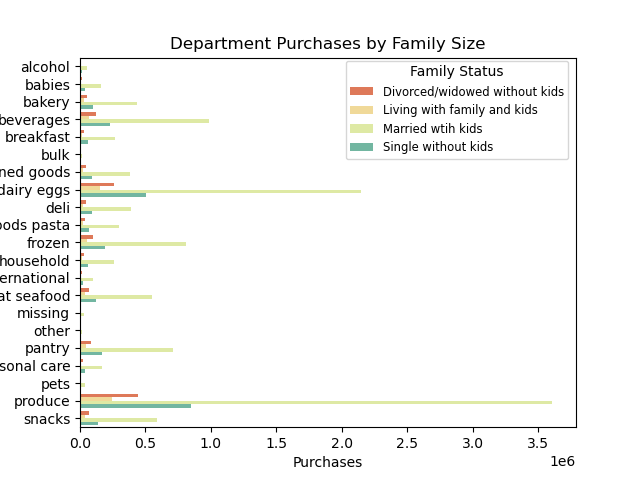 Department Purchases by Family Size
Family Status
Divorced/widowed without kids
Living with family and kids
Married wtih kids
Single without kids
alcohol
babies
bakery
beverages
breakfast
bulk
ned goods
dairy eggs
deli
ods pasta
frozen
household
ernational
at seafood
missing
other
pantry
sonal care
pets
produce
snacks
0.0 0.5 1.0 1.5 2.0 2.5 3.0 3.5
1e6
Purchases